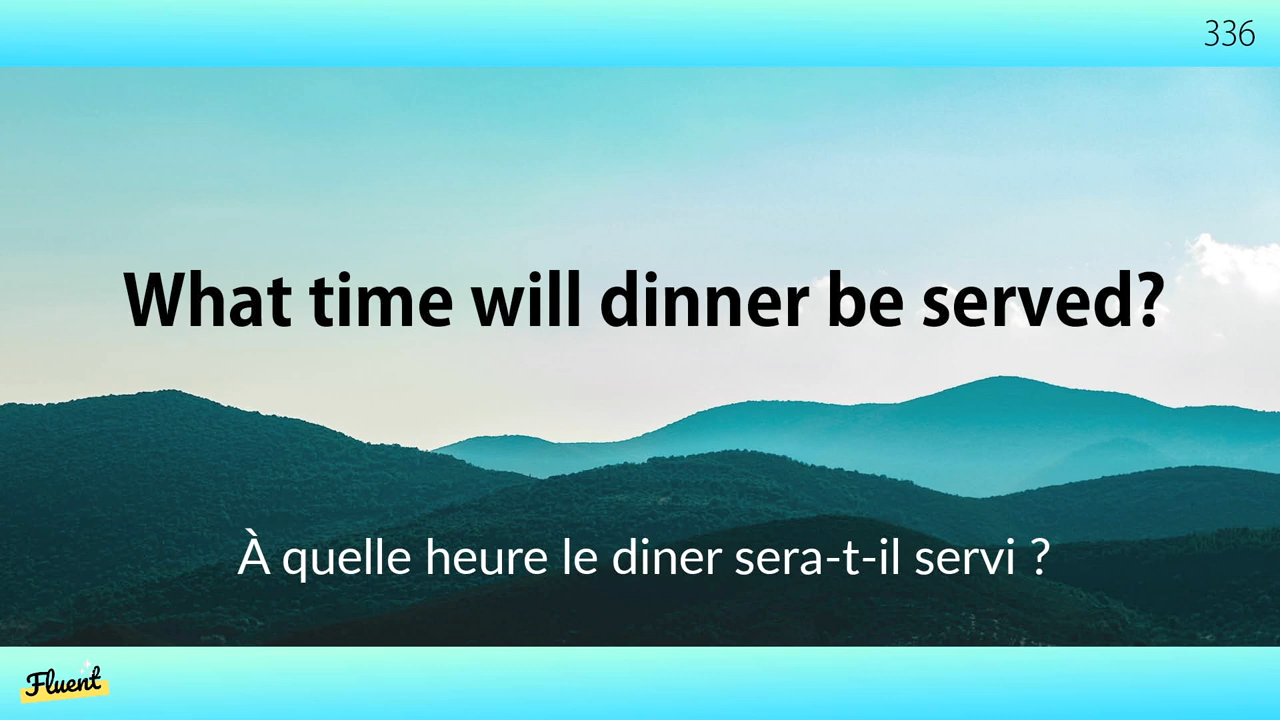 336
What time will dinner be served?
À quelle heure le diner sera-t-il servi ?
Fluent